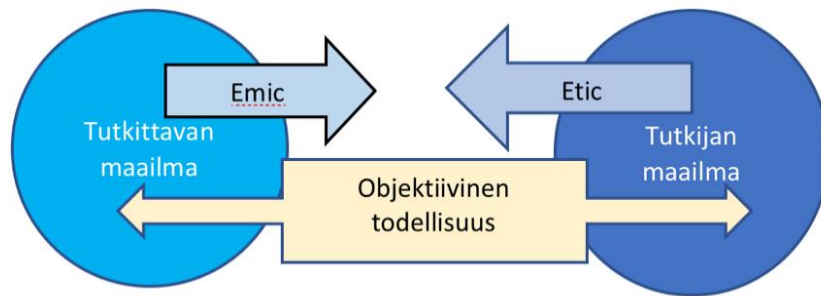 Emic
Etic
Tutkittavan
maailma
Tutkijan
maailma
Objektiivinen
todellisuus